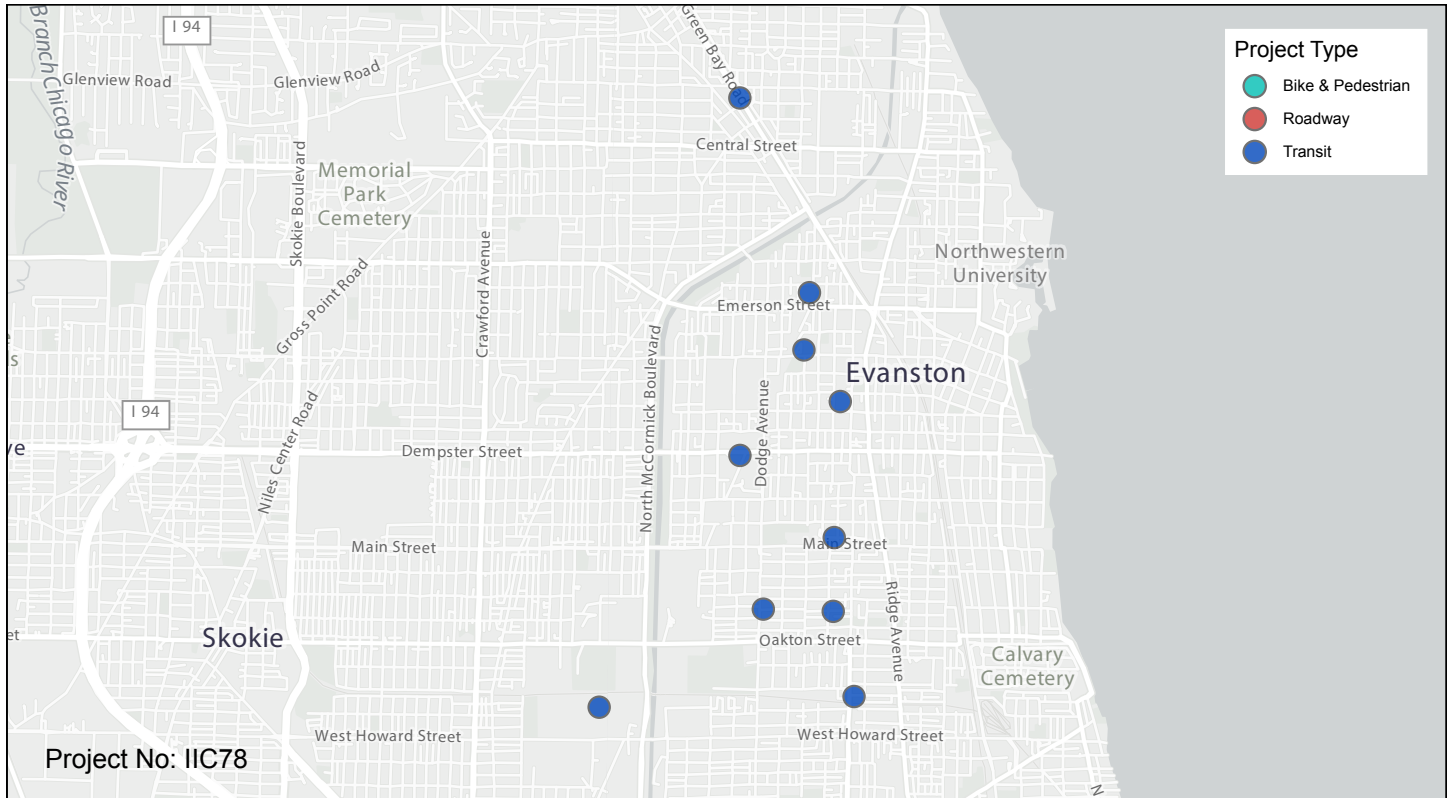 I 94
Branch Chicago River
Glenview Road
Glenview Road
Green Bay Road
Project Type
Bike & Pedestrian
Roadway
Transit
Central Street
Skokie Boulevard
Memorial
Park
Cemetery
Crawford Avenue
Northwestern
University
Gross Point Road
Emerson Street
North McCormick Boulevard
Evanston
Dodge Avenue
I 94
Niles Center Road
Dempster Street
Main Street
Main Street
Ridge Avenue
Skokie
Oakton Street
Calvary
Cemetery
West Howard Street
West Howard Street
Project No: IIC78